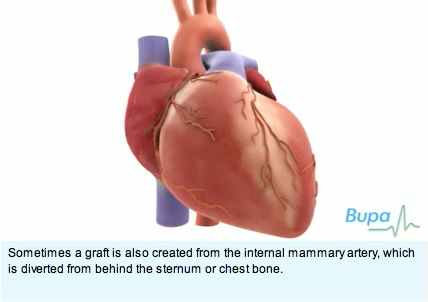 Bupa
Sometimes a graft is also created from the internal mammary artery, which
is diverted from behind the sternum or chest bone.